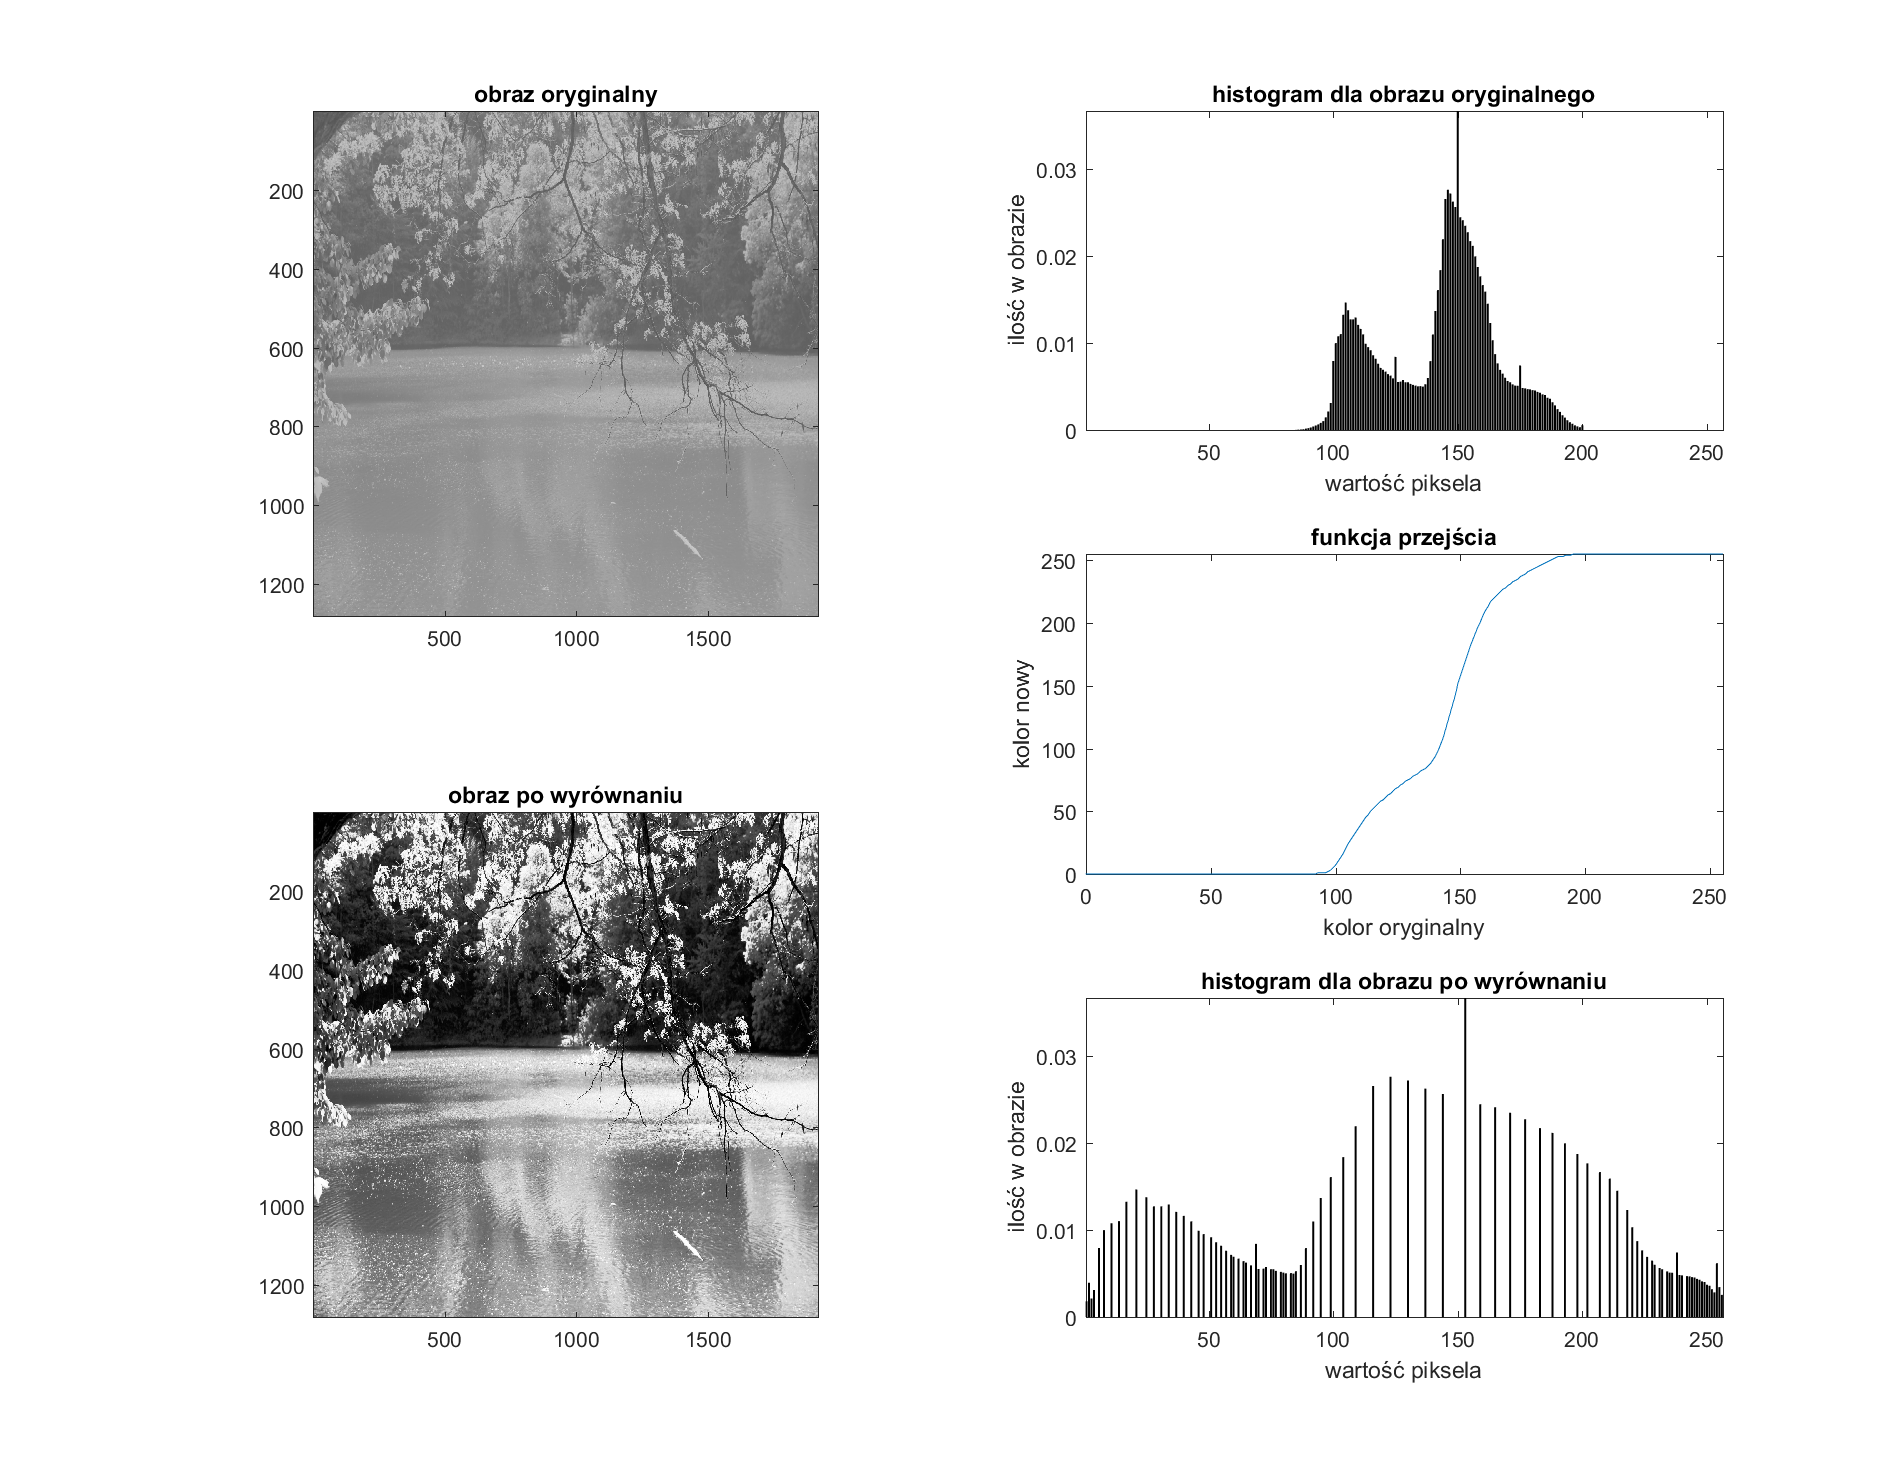 obraz oryginalny
200
400
600
800
1000
1200
500 1000 1500
obraz po wyrównaniu
200
400
600
800
1000
1200
500 1000 1500
histogram dla obrazu oryginalnego
ilość w obrazie
0.03
0.02
0.01
0
50 100 150 200 250
wartość piksela
funkcja przejścia
kolor nowy
250
200
150
100
50
0
0 50 100 150 200 250
kolor oryginalny
histogram dla obrazu po wyrównaniu
ilość w obrazie
0.03
0.02
0.01
0
50 100 150 200 250
wartość piksela